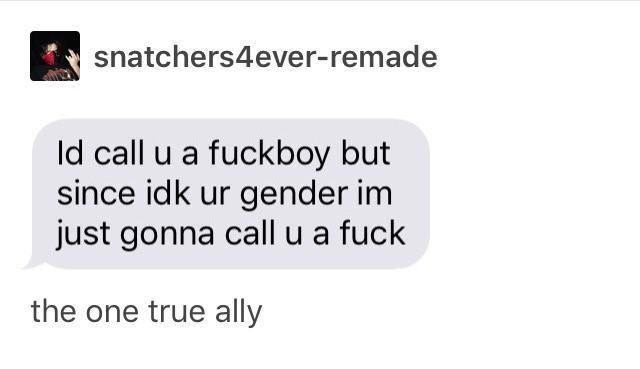 snatchers4ever-remade
Id call u a fuckboy but
since idk ur gender im
just gonna call u a fuck
the one true ally